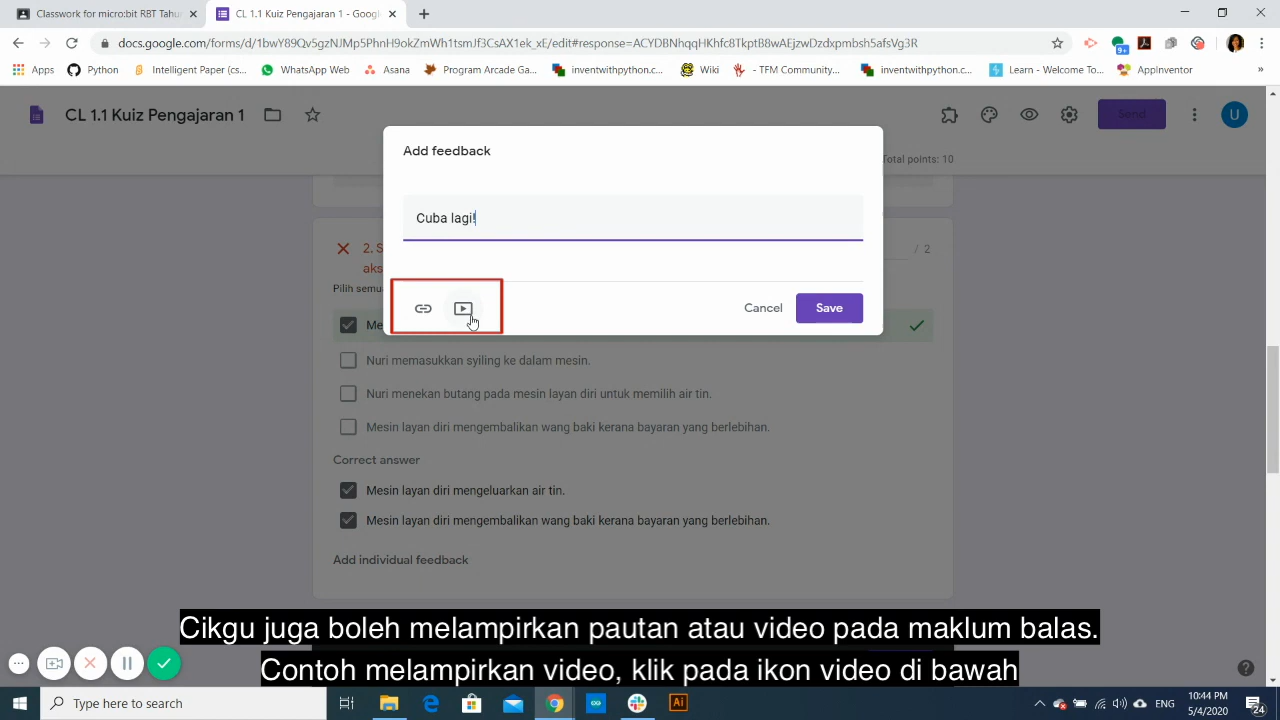 Classwork for micro:bit RBT Tahu
CL 1.1 Kuiz Pengajaran 1 - Googl
docs.google.com/forms/d/1bwY89Qv5gzNJMp5PhnH9okZmWh1tsmJf3CsAX1ek_xE/edit#response=ACYDBNhqqHKhfc8TkptB8wAEjzwDzdxpmbsh5afsVg3R
9+
Apps
Python
Intelligent Paper (cs...
WhatsApp Web
Asana
Program Arcade Ga...
inventwithpython.c...
Wiki
- TFM Community...
inventwithpython.c...
Learn - Welcome To...
AppInventor
»
CL 1.1 Kuiz Pengajaran 1
Send
U
Total points: 10
Add feedback
Cuba lagi!
2. S
/ 2
aks
Pilih semu
Cancel
Save
Me
Nuri memasukkan syiling ke dalam mesin.
Nuri menekan butang pada mesin layan diri untuk memilih air tin.
Mesin layan diri mengembalikan wang baki kerana bayaran yang berlebihan.
Correct answer
Mesin layan diri mengeluarkan air tin.
Mesin layan diri mengembalikan wang baki kerana bayaran yang berlebihan.
Add individual feedback
Cikgu juga boleh melampirkan pautan atau video pada maklum balas.
Contoh melampirkan video, klik pada ikon video di bawah
Type here to search
Ai
ENG
10:44 PM
5/4/2020
24